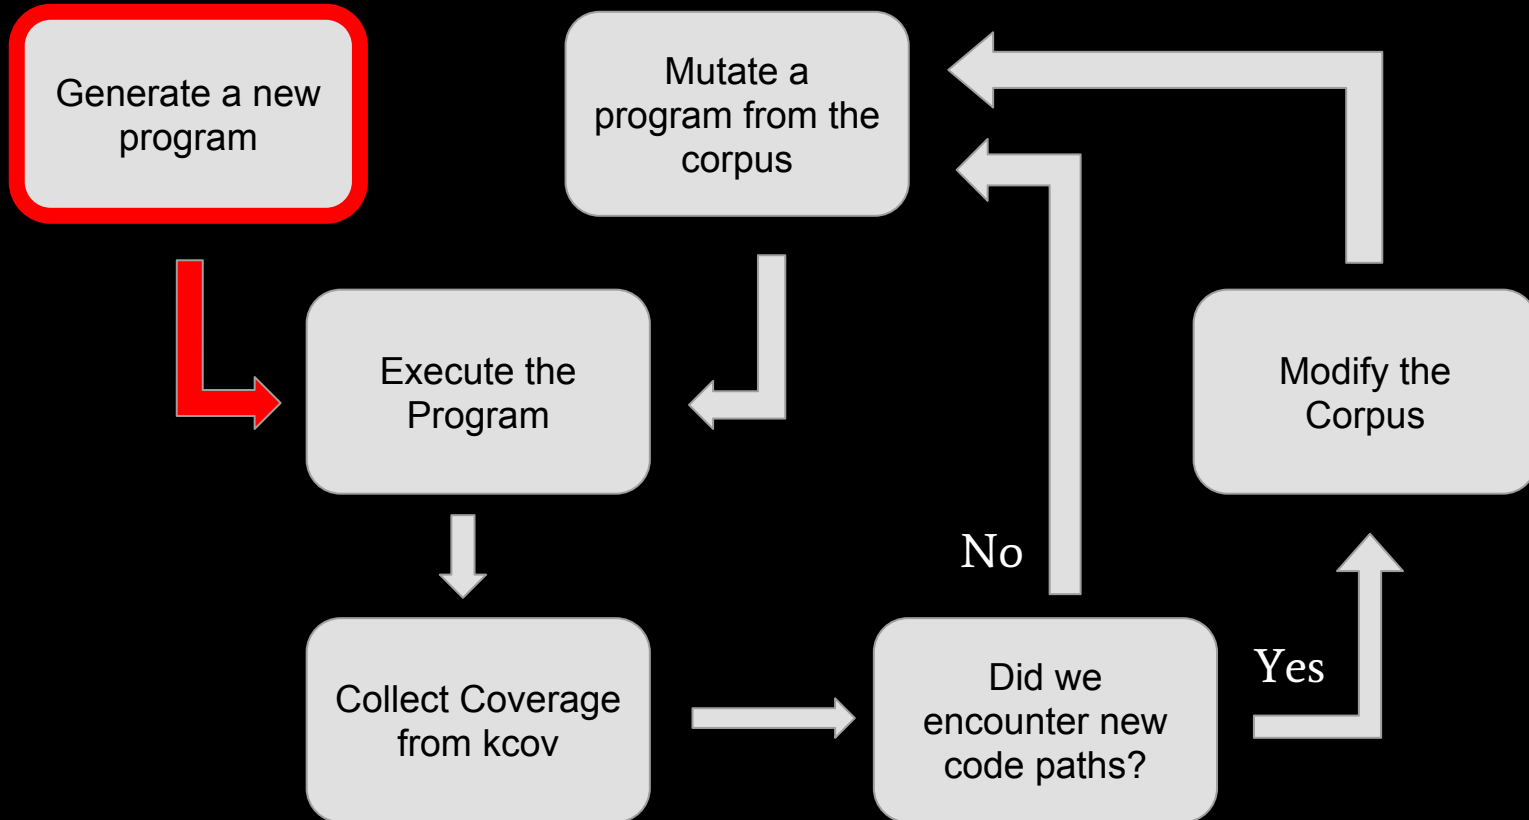 Generate a new
program
Mutate a
program from the
corpus
Execute the
Program
Modify the
Corpus
No
Collect Coverage
from kcov
Did we
encounter new
code paths?
Yes